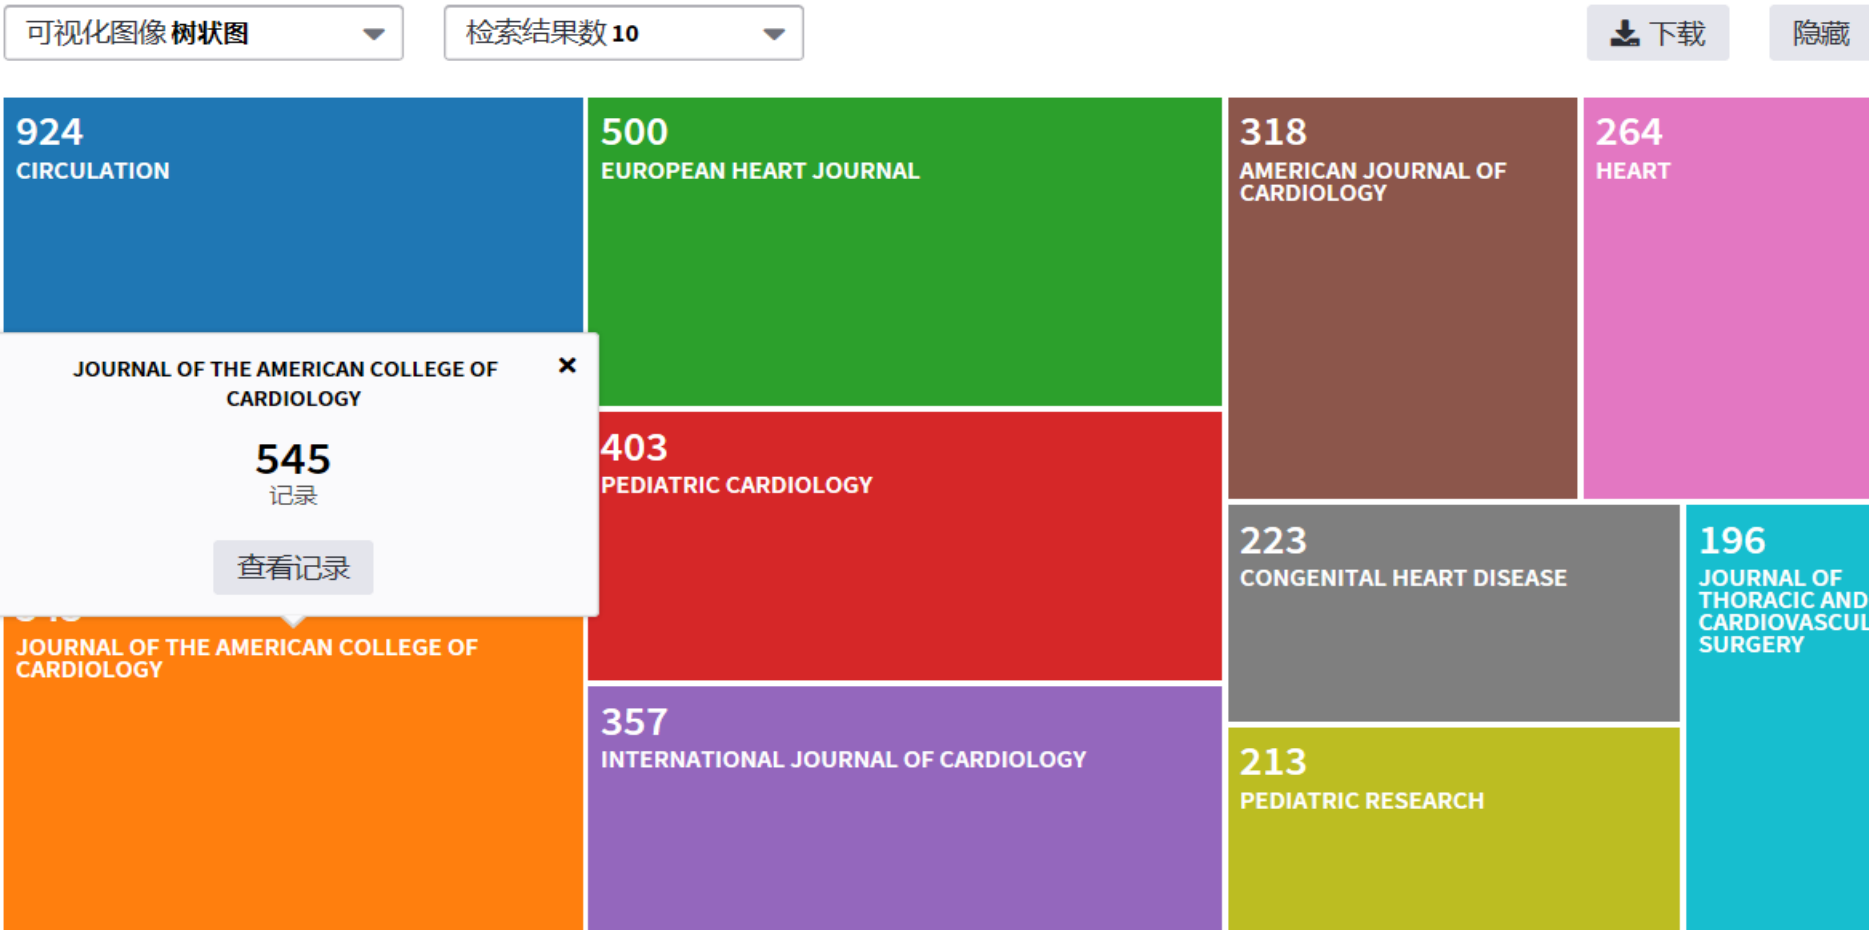 可视化图像 树状图
检索结果数 10
下载
隐藏
924
CIRCULATION
500
EUROPEAN HEART JOURNAL
318
AMERICAN JOURNAL OF
CARDIOLOGY
264
HEART
JOURNAL OF THE AMERICAN COLLEGE OF
CARDIOLOGY
545
记录
查看记录
JOURNAL OF THE AMERICAN COLLEGE OF
CARDIOLOGY
403
PEDIATRIC CARDIOLOGY
357
INTERNATIONAL JOURNAL OF CARDIOLOGY
223
CONGENITAL HEART DISEASE
213
PEDIATRIC RESEARCH
196
JOURNAL OF
THORACIC AND
CARDIOVASCUL
SURGERY